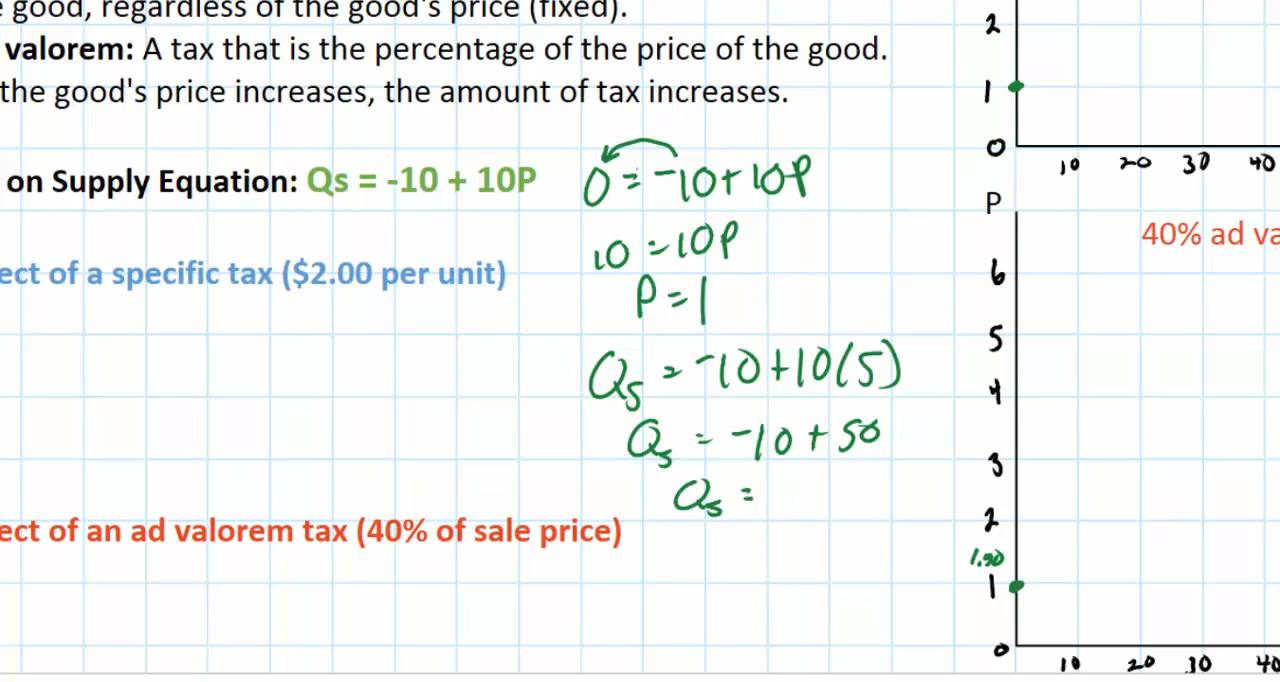 good, regardless of the good's price (fixed).
valorem: A tax that is the percentage of the price of the good.
the good's price increases, the amount of tax increases.
on Supply Equation: Qs = -10 + 10P
0 = -10 + 10P
10 = 10P
P = 1
ect of a specific tax ($2.00 per unit)
Qs = -10 + 10(5)
Qs = -10 + 50
Qs =
ect of an ad valorem tax (40% of sale price)
2
1
0
10 20 30 40
P
40% ad va
6
5
4
3
2
1.50
1
0
10 20 30 40